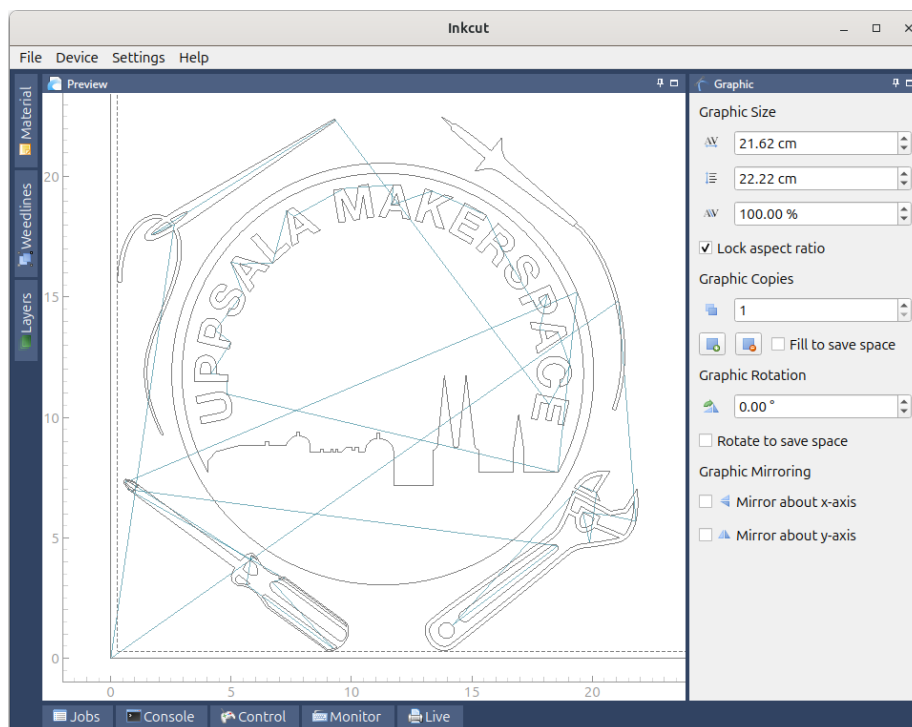 Inkcut
File Device Settings Help
Material
Weedlines
Layers
Preview
20
15
10
5
0
0 5 10 15 20
UPPSALA MAKERSPACE
Graphic
Graphic Size
21.62 cm
22.22 cm
100.00 %
Lock aspect ratio
Graphic Copies
1
Fill to save space
Graphic Rotation
0.00 °
Rotate to save space
Graphic Mirroring
Mirror about x-axis
Mirror about y-axis
Jobs Console Control Monitor Live